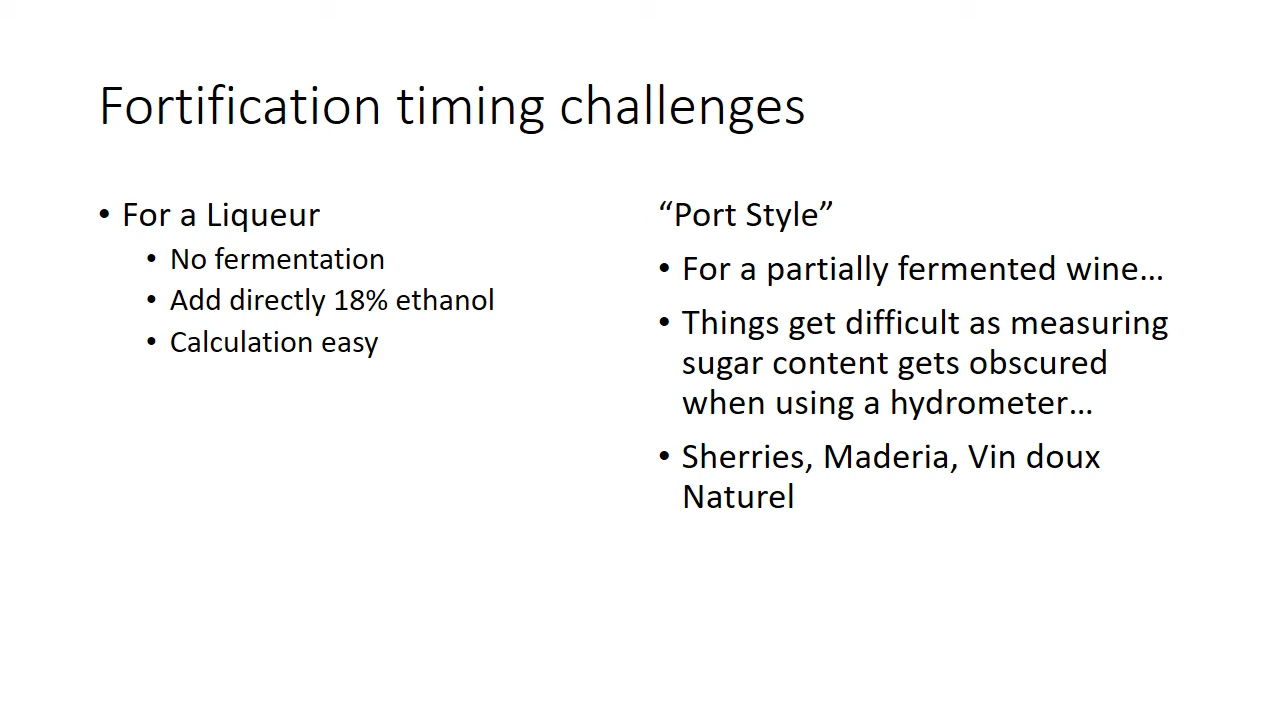 Fortification timing challenges
• For a Liqueur
• No fermentation
• Add directly 18% ethanol
• Calculation easy
“Port Style”
• For a partially fermented wine…
• Things get difficult as measuring
sugar content gets obscured
when using a hydrometer…
• Sherries, Maderia, Vin doux
Naturel